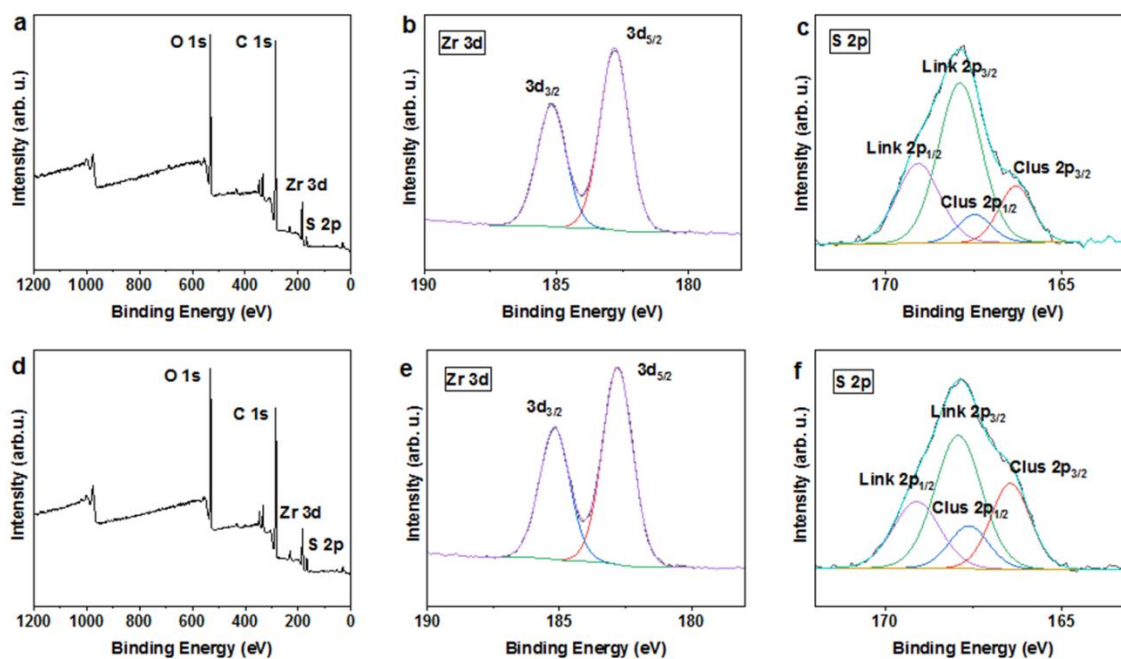 a
O 1s
C 1s
Zr 3d
S 2p
Intensity (arb. u.)
1200 1000 800 600 400 200 0
Binding Energy (eV)
b
Zr 3d
3d5/2
3d3/2
Intensity (arb. u.)
190 185 180
Binding Energy (eV)
c
S 2p
Link 2p3/2
Link 2p1/2
Clus 2p3/2
Clus 2p1/2
Intensity (arb. u.)
170 165
Binding Energy (eV)
d
O 1s
C 1s
Zr 3d
S 2p
Intensity (arb.u.)
1200 1000 800 600 400 200 0
Binding Energy (eV)
e
Zr 3d
3d5/2
3d3/2
Intensity (arb. u.)
190 185 180
Binding Energy (eV)
f
S 2p
Link 2p3/2
Clus 2p3/2
Link 2p1/2
Clus 2p1/2
Intensity (arb. u.)
170 165
Binding Energy (eV)